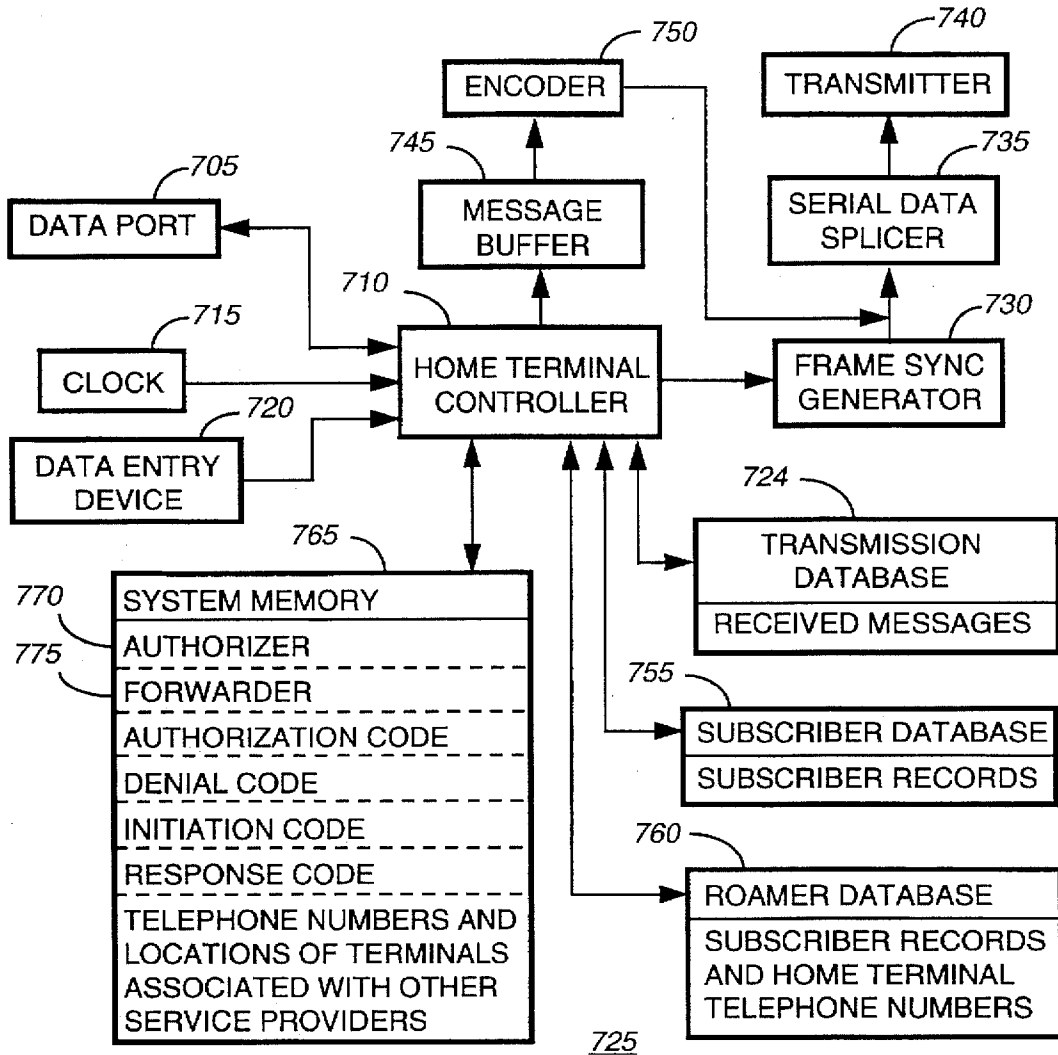 750
ENCODER
740
TRANSMITTER
745
MESSAGE
BUFFER
735
SERIAL DATA
SPLICER
705
DATA PORT
710
HOME TERMINAL
CONTROLLER
730
FRAME SYNC
GENERATOR
715
CLOCK
720
DATA ENTRY
DEVICE
724
TRANSMISSION
DATABASE
RECEIVED MESSAGES
765
SYSTEM MEMORY
770
AUTHORIZER
775
FORWARDER
AUTHORIZATION CODE
DENIAL CODE
INITIATION CODE
RESPONSE CODE
TELEPHONE NUMBERS AND
LOCATIONS OF TERMINALS
ASSOCIATED WITH OTHER
SERVICE PROVIDERS
755
SUBSCRIBER DATABASE
SUBSCRIBER RECORDS
760
ROAMER DATABASE
SUBSCRIBER RECORDS
AND HOME TERMINAL
TELEPHONE NUMBERS
725